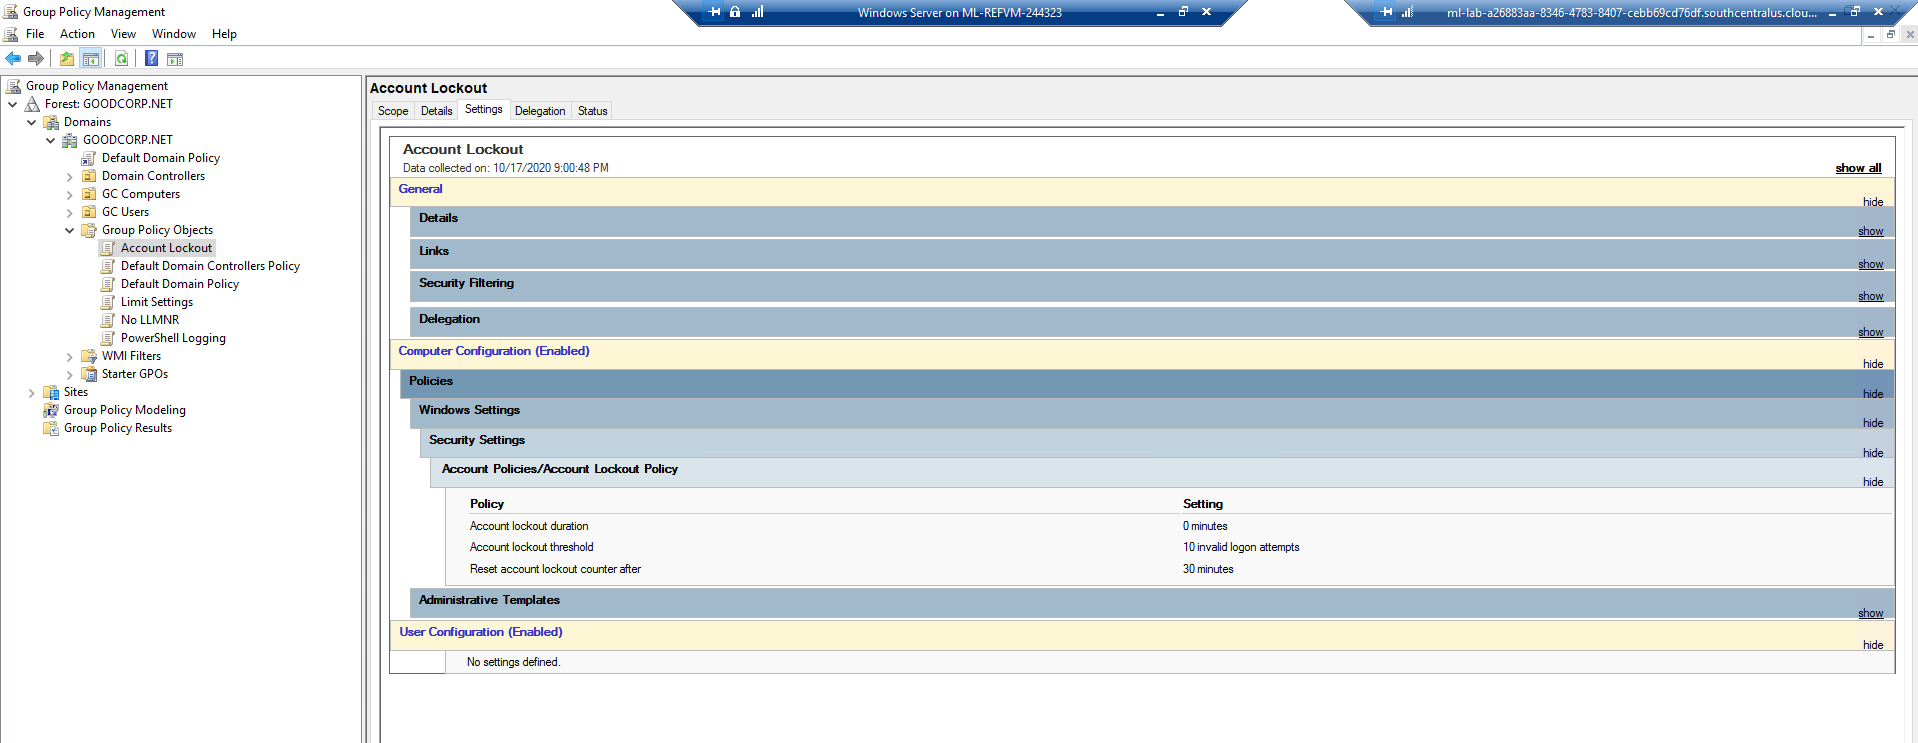 Group Policy Management
Windows Server on ML-REFVM-244323
ml-lab-a26883aa-8346-4783-8407-cebb69cd76df.southcentralus.clou...
File Action View Window Help
Group Policy Management
Forest: GOODCORP.NET
Domains
GOODCORP.NET
Default Domain Policy
Domain Controllers
GC Computers
GC Users
Group Policy Objects
Account Lockout
Default Domain Controllers Policy
Default Domain Policy
Limit Settings
No LLMNR
PowerShell Logging
WMI Filters
Starter GPOs
Sites
Group Policy Modeling
Group Policy Results
Account Lockout
Scope Details Settings Delegation Status
Account Lockout
Data collected on: 10/17/2020 9:00:48 PM
show all
General
hide
Details
show
Links
show
Security Filtering
show
Delegation
show
Computer Configuration (Enabled)
hide
Policies
hide
Windows Settings
hide
Security Settings
hide
Account Policies/Account Lockout Policy
hide
Policy Setting
Account lockout duration 0 minutes
Account lockout threshold 10 invalid logon attempts
Reset account lockout counter after 30 minutes
Administrative Templates
show
User Configuration (Enabled)
hide
No settings defined.